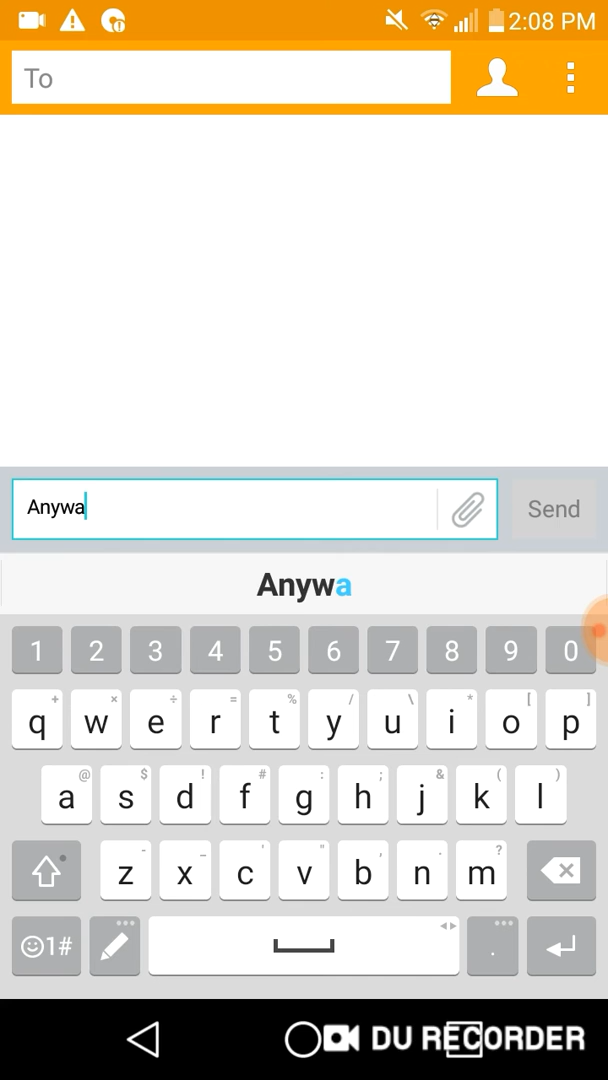 2:08 PM
To
Anywa
Send
Anywa
1 2 3 4 5 6 7 8 9 0
+ × ÷ = % / \ * [ ]
q w e r t y u i o p
@ $ ! # : ; & ( )
a s d f g h j k l
- _ ' " , . ?
z x c v b n m
1# .
DU RECORDER